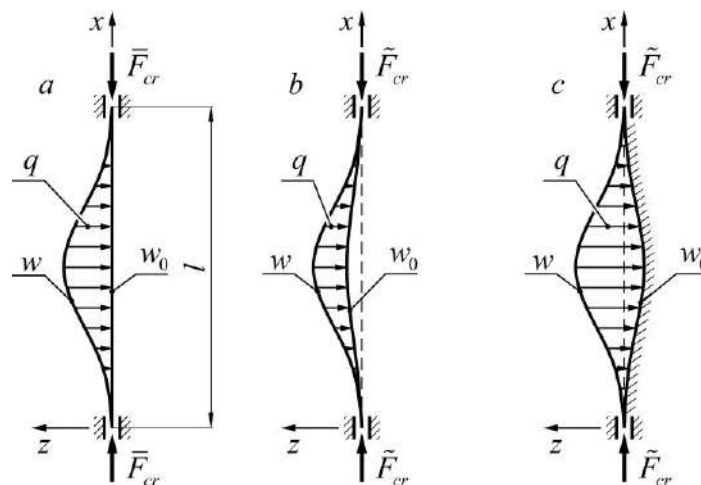 x x x
F̄cr F̃cr F̃cr
a b c
q q q
w w₀ l w w₀ w w₀
z z z
F̄cr F̃cr F̃cr